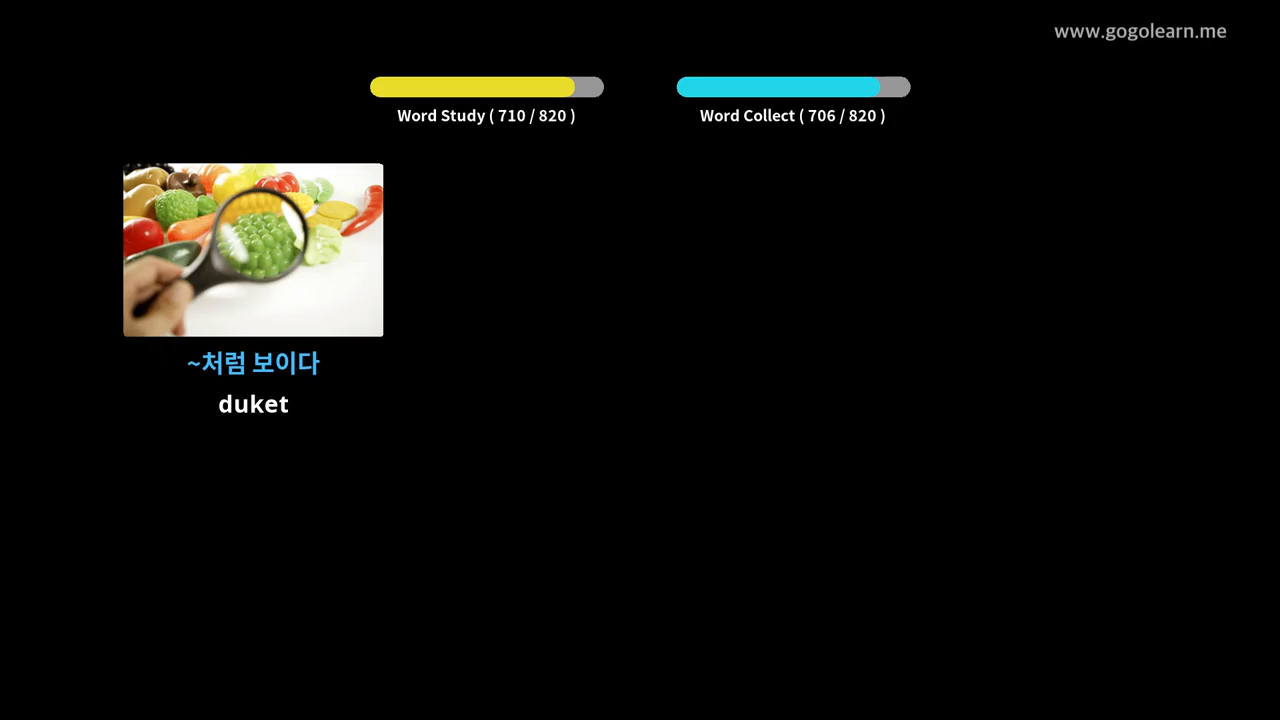 www.gogolearn.me
Word Study ( 710 / 820 )
Word Collect ( 706 / 820 )
~처럼 보이다
duket